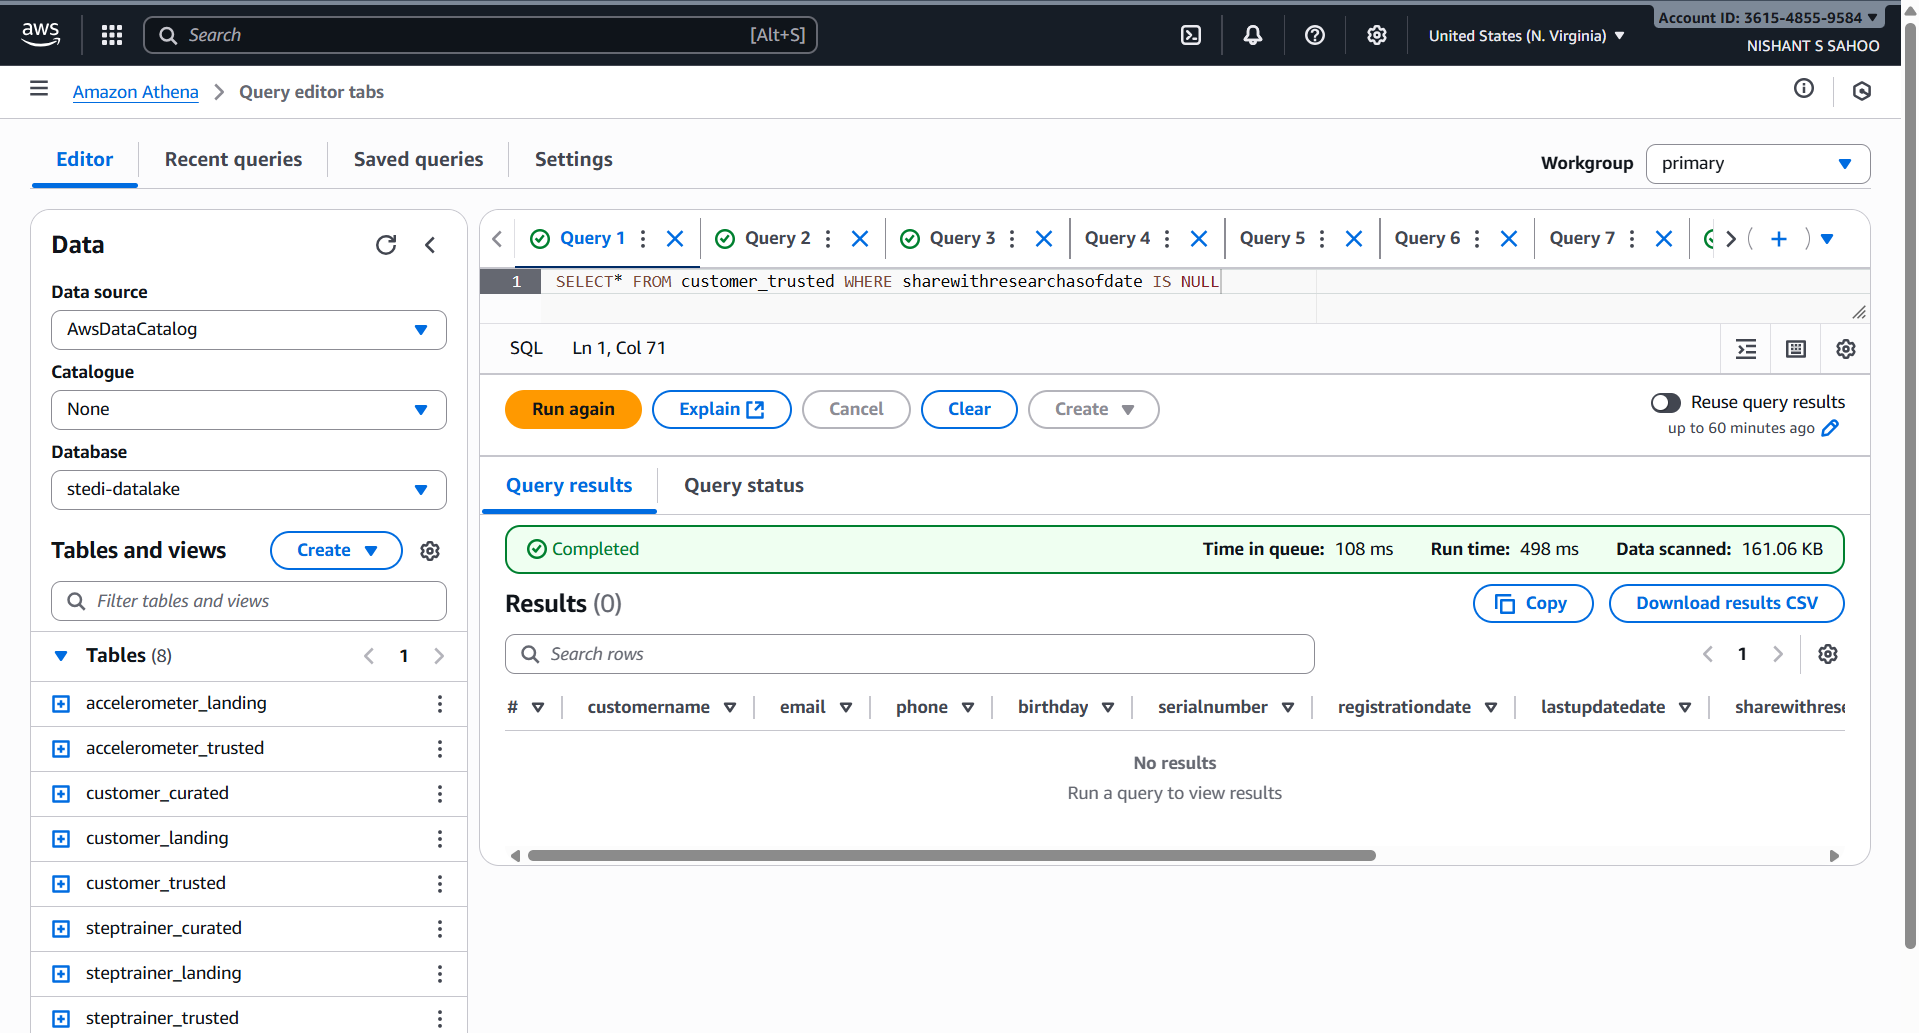 aws
Search
[Alt+S]
United States (N. Virginia)
Account ID: 3615-4855-9584
NISHANT S SAHOO
Amazon Athena
Query editor tabs
Editor
Recent queries
Saved queries
Settings
Workgroup
primary
Data
Data source
AwsDataCatalog
Catalogue
None
Database
stedi-datalake
Tables and views
Create
Filter tables and views
Tables (8)
1
accelerometer_landing
accelerometer_trusted
customer_curated
customer_landing
customer_trusted
steptrainer_curated
steptrainer_landing
steptrainer_trusted
Query 1
Query 2
Query 3
Query 4
Query 5
Query 6
Query 7
1 SELECT* FROM customer_trusted WHERE sharewithresearchasofdate IS NULL
SQL
Ln 1, Col 71
Run again
Explain
Cancel
Clear
Create
Reuse query results
up to 60 minutes ago
Query results
Query status
Completed
Time in queue: 108 ms
Run time: 498 ms
Data scanned: 161.06 KB
Results (0)
Copy
Download results CSV
Search rows
1
# customername email phone birthday serialnumber registrationdate lastupdatedate sharewithrese
No results
Run a query to view results